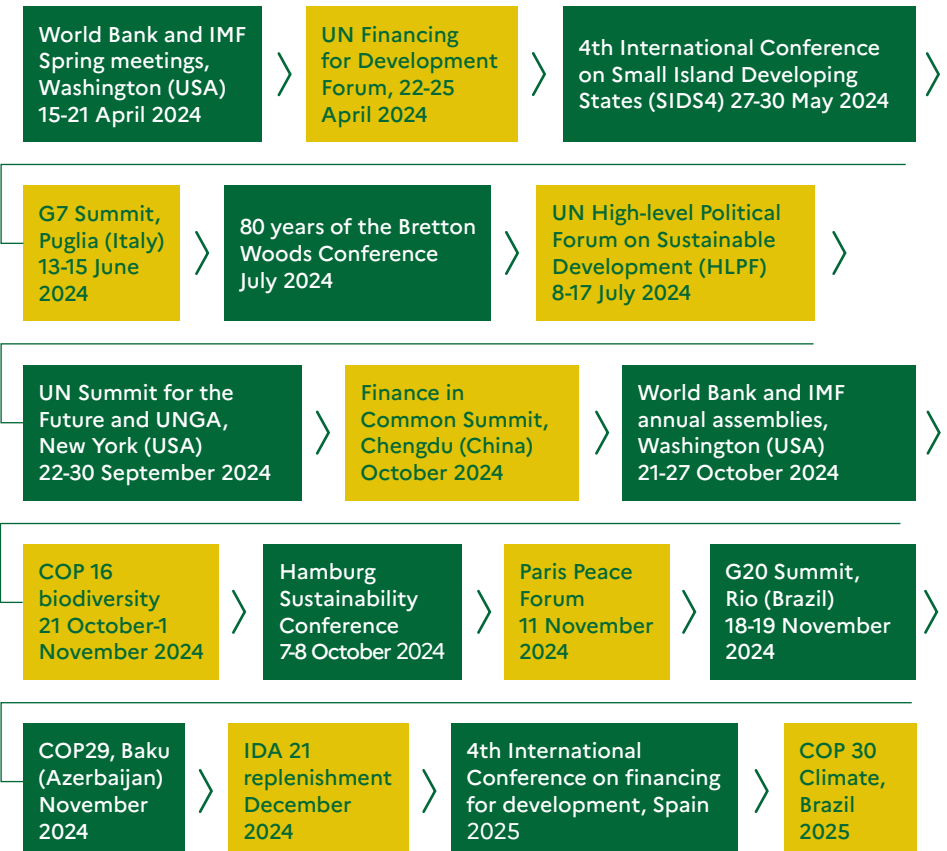 World Bank and IMF
Spring meetings,
Washington (USA)
15-21 April 2024
UN Financing
for Development
Forum, 22-25
April 2024
4th International Conference
on Small Island Developing
States (SIDS4) 27-30 May 2024
G7 Summit,
Puglia (Italy)
13-15 June
2024
80 years of the Bretton
Woods Conference
July 2024
UN High-level Political
Forum on Sustainable
Development (HLPF)
8-17 July 2024
UN Summit for the
Future and UNGA,
New York (USA)
22-30 September 2024
Finance in
Common Summit,
Chengdu (China)
October 2024
World Bank and IMF
annual assemblies,
Washington (USA)
21-27 October 2024
COP 16
biodiversity
21 October-1
November 2024
Hamburg
Sustainability
Conference
7-8 October 2024
Paris Peace
Forum
11 November
2024
G20 Summit,
Rio (Brazil)
18-19 November
2024
COP29, Baku
(Azerbaijan)
November
2024
IDA 21
replenishment
December
2024
4th International
Conference on financing
for development, Spain
2025
COP 30
Climate,
Brazil
2025